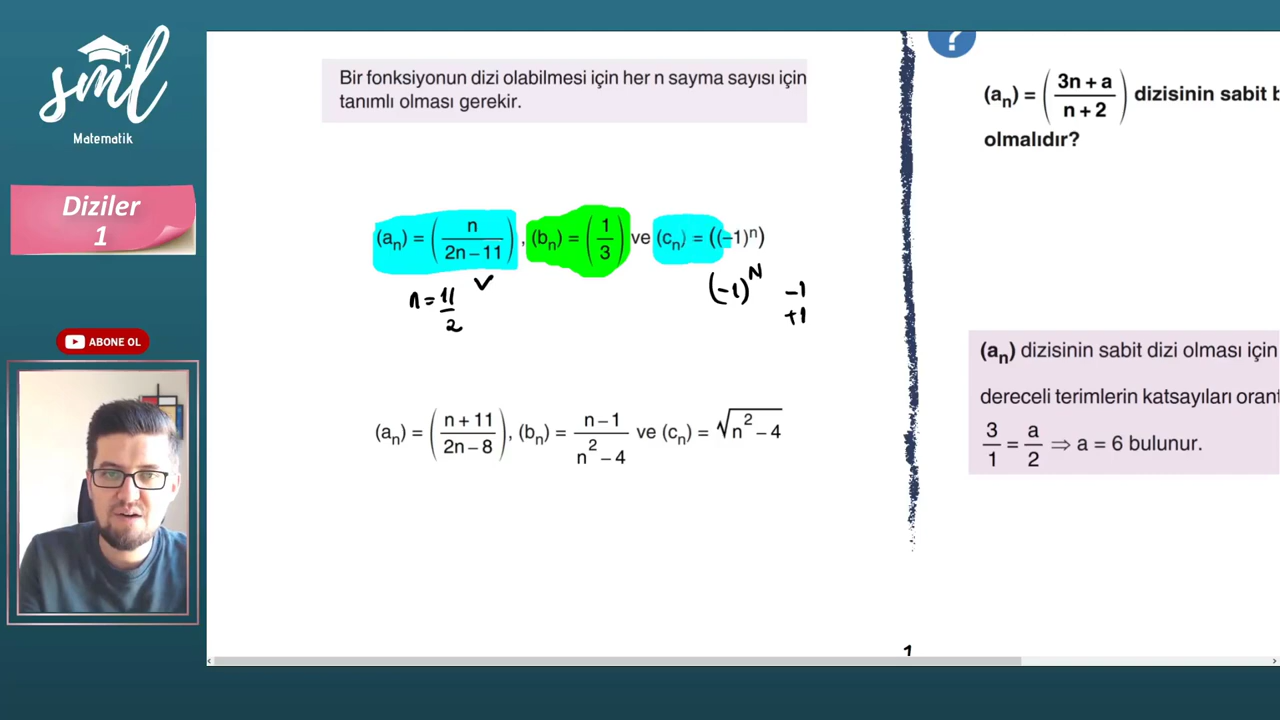 sml
Matematik
Diziler
1
ABONE OL
Bir fonksiyonun dizi olabilmesi için her n sayma sayısı için
tanımlı olması gerekir.
(aₙ) = (n / 2n – 11), (bₙ) = (1 / 3) ve (cₙ) = ((–1)ⁿ)
n = 11/2 ✓ (–1)ᴺ –1
+1
(aₙ) = (n + 11 / 2n – 8), (bₙ) = n – 1 / n² – 4 ve (cₙ) = √(n² – 4)
?
(aₙ) = (3n + a / n + 2) dizisinin sabit
olmalıdır?
(aₙ) dizisinin sabit dizi olması için
dereceli terimlerin katsayıları
3/1 = a/2 ⇒ a = 6 bulunur.